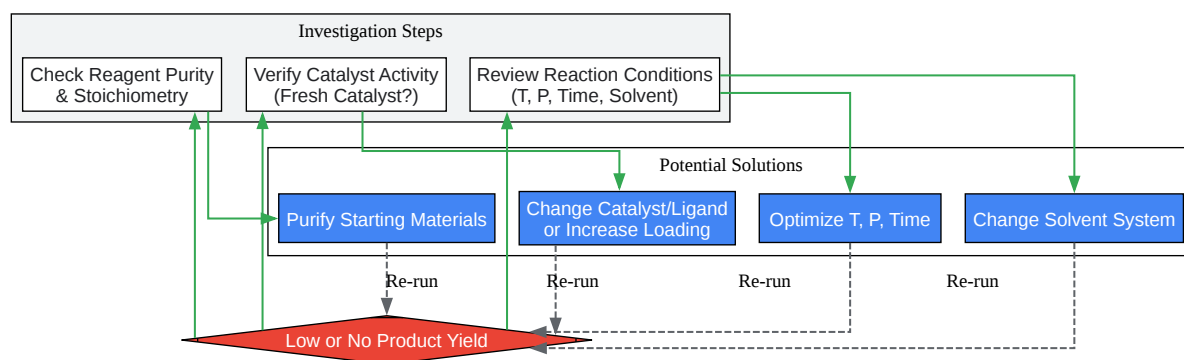 Investigation Steps
Check Reagent Purity
& Stoichiometry
Verify Catalyst Activity
(Fresh Catalyst?)
Review Reaction Conditions
(T, P, Time, Solvent)
Potential Solutions
Purify Starting Materials
Change Catalyst/Ligand
or Increase Loading
Optimize T, P, Time
Change Solvent System
Re-run
Re-run
Re-run
Re-run
Low or No Product Yield